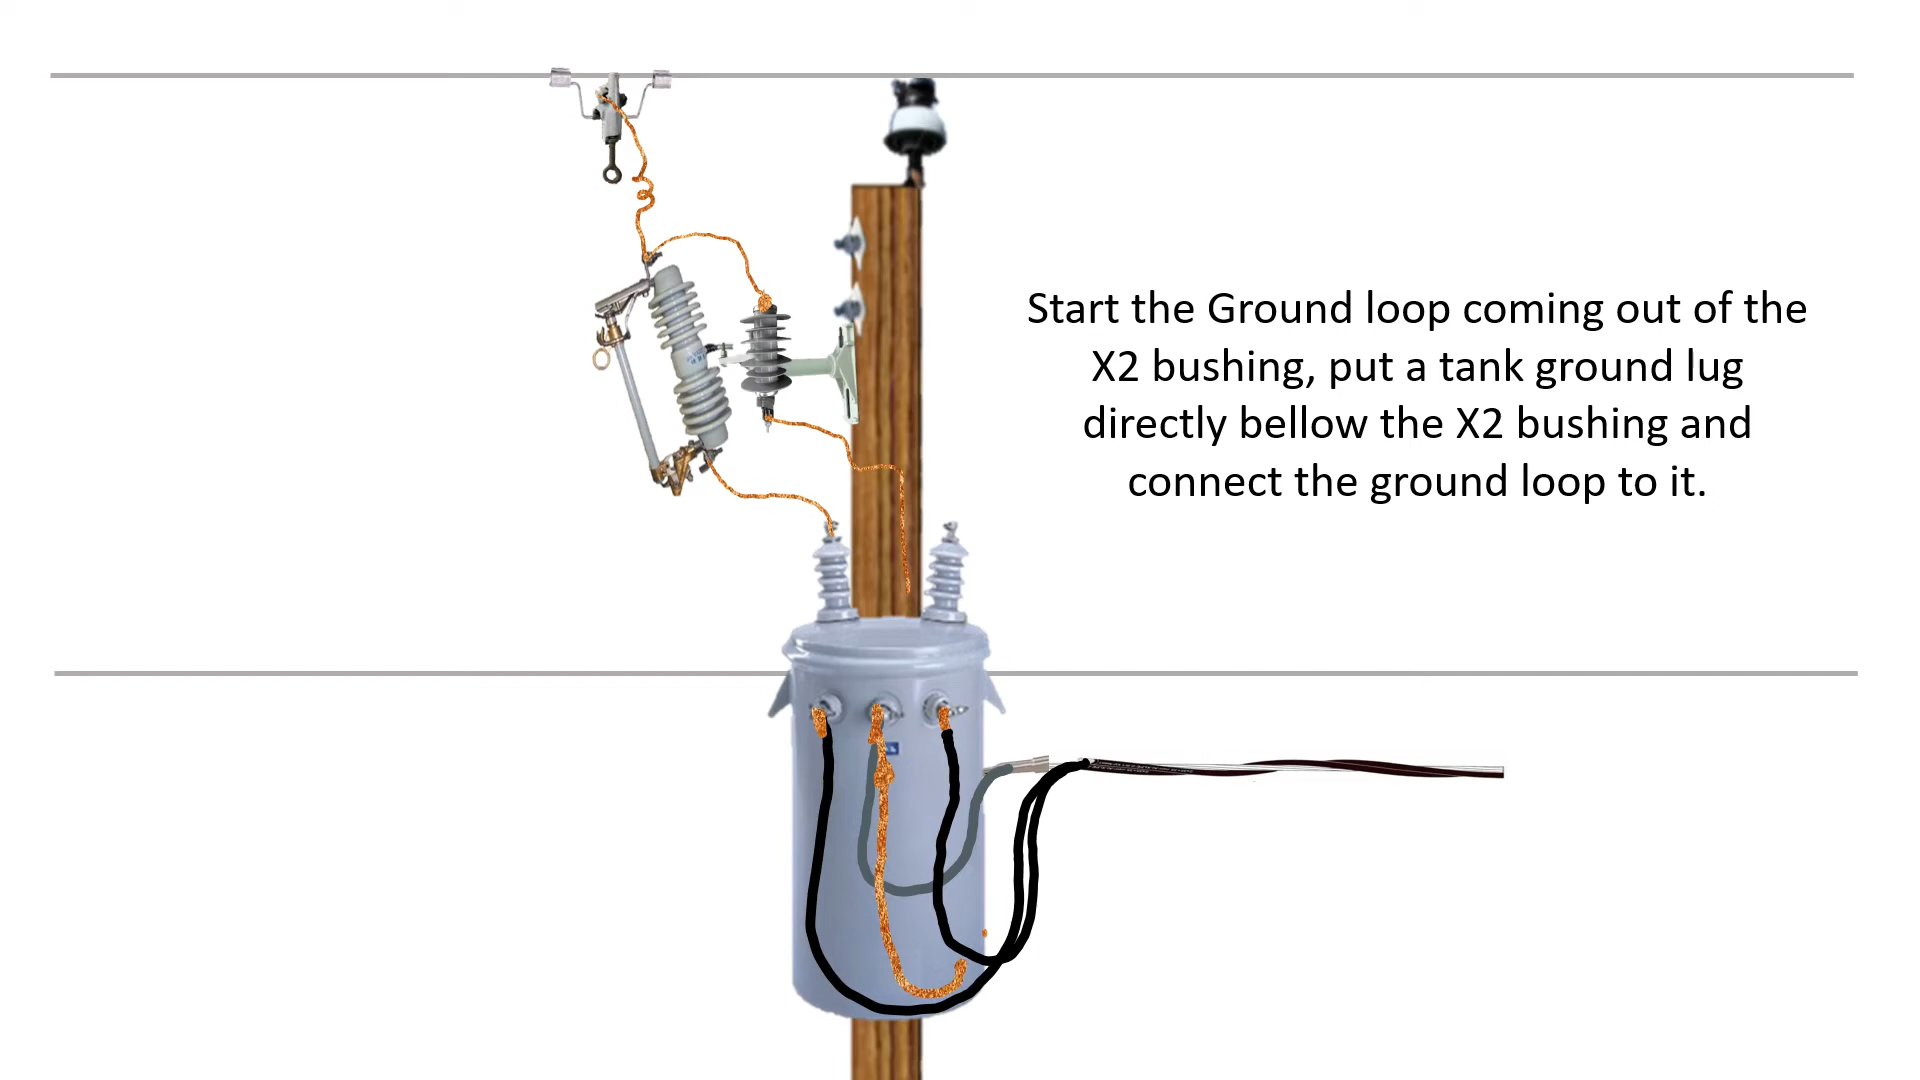 Start the Ground loop coming out of the
X2 bushing, put a tank ground lug
directly bellow the X2 bushing and
connect the ground loop to it.